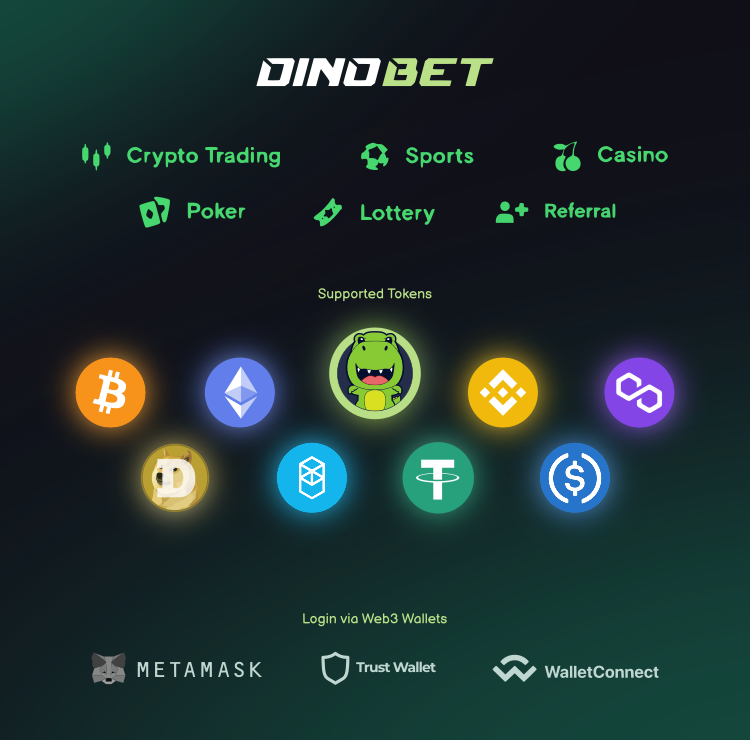 DINOBET
Crypto Trading Sports Casino
Poker Lottery Referral
Supported Tokens
D
Login via Web3 Wallets
METAMASK Trust Wallet WalletConnect